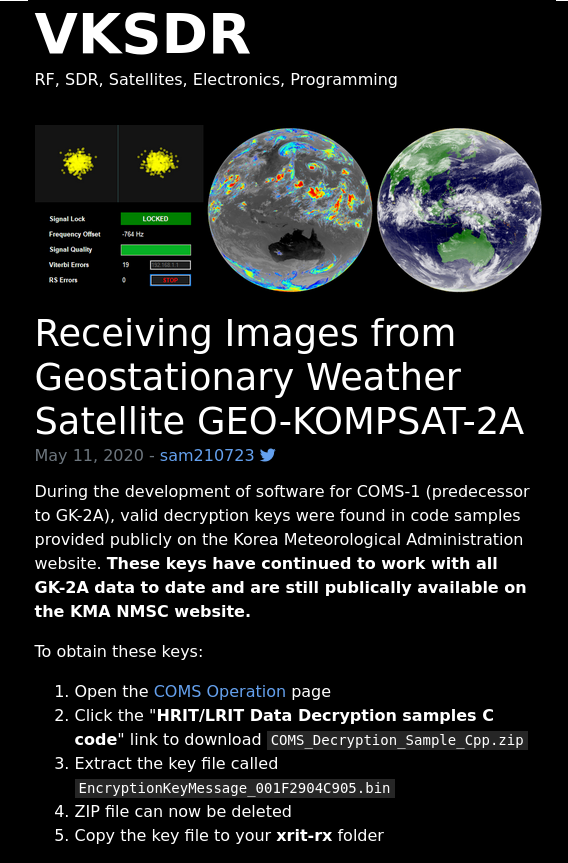 VKSDR
RF, SDR, Satellites, Electronics, Programming
Signal Lock LOCKED
Frequency Offset -764 Hz
Signal Quality
Viterbi Errors 19 192.168.1.1
RS Errors 0 STOP
Receiving Images from
Geostationary Weather
Satellite GEO-KOMPSAT-2A
May 11, 2020 - sam210723
During the development of software for COMS-1 (predecessor
to GK-2A), valid decryption keys were found in code samples
provided publicly on the Korea Meteorological Administration
website. These keys have continued to work with all
GK-2A data to date and are still publically available on
the KMA NMSC website.
To obtain these keys:
1. Open the COMS Operation page
2. Click the "HRIT/LRIT Data Decryption samples C
code" link to download COMS_Decryption_Sample_Cpp.zip
3. Extract the key file called
EncryptionKeyMessage_001F2904C905.bin
4. ZIP file can now be deleted
5. Copy the key file to your xrit-rx folder